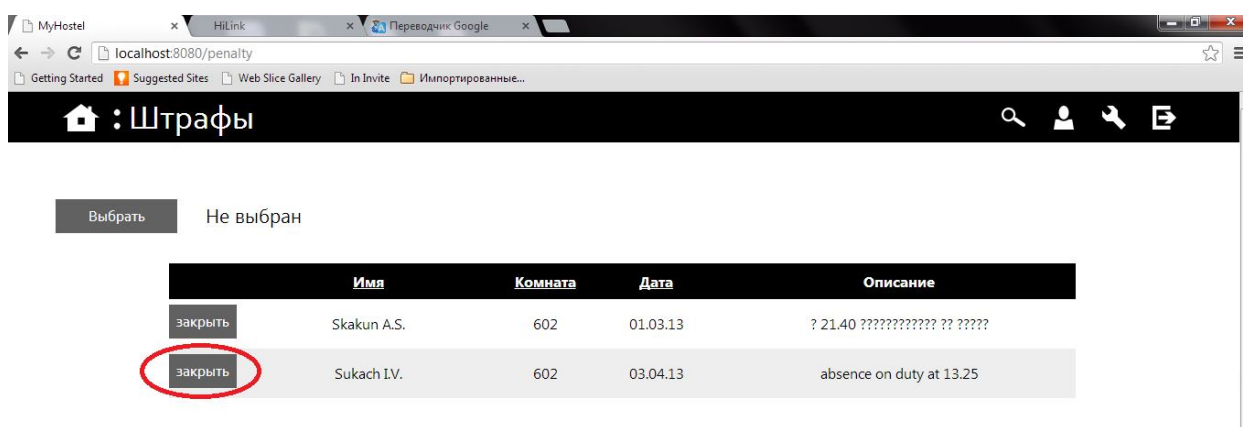 MyHostel HiLink Переводчик Google
localhost:8080/penalty
Getting Started Suggested Sites Web Slice Gallery In Invite Импортированные...
: Штрафы
Выбрать Не выбран
Имя Комната Дата Описание
закрыть Skakun A.S. 602 01.03.13 ? 21.40 ???????????? ?? ?????
закрыть Sukach I.V. 602 03.04.13 absence on duty at 13.25